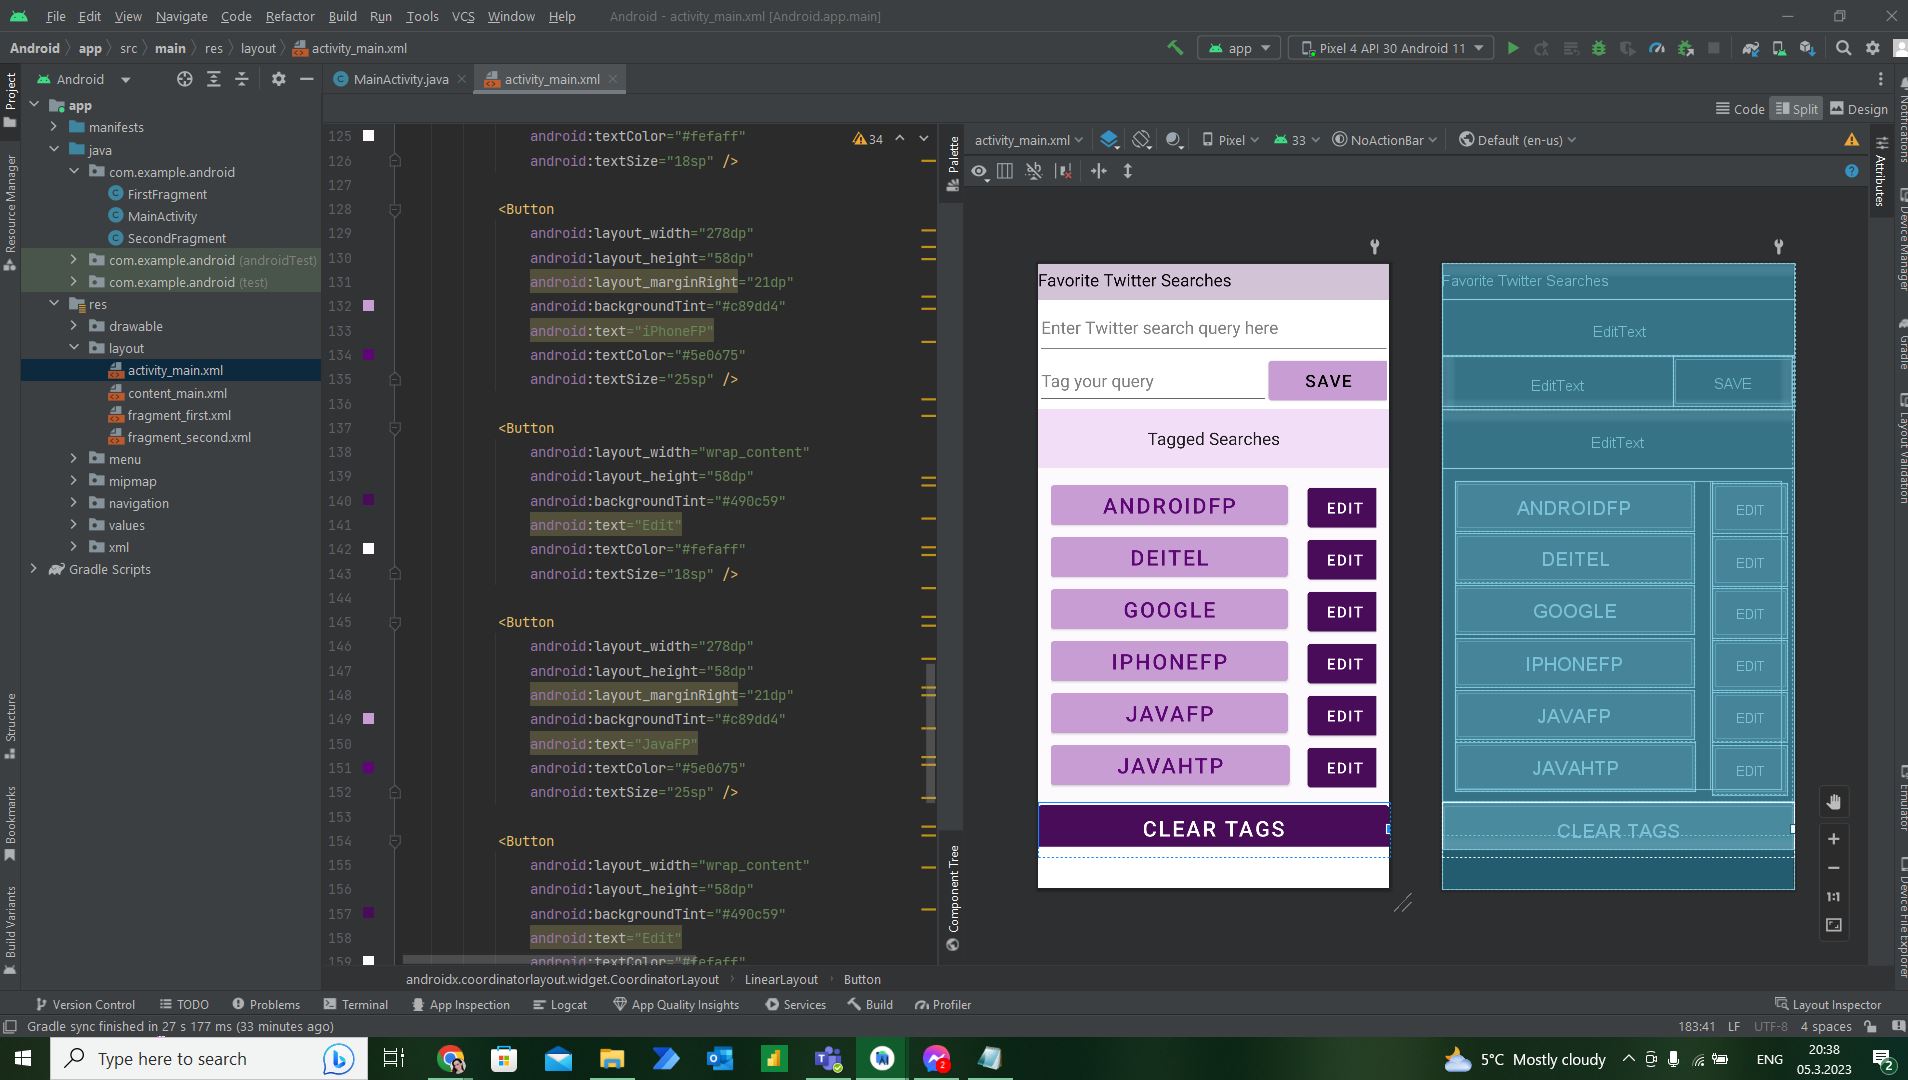 File Edit View Navigate Code Refactor Build Run Tools VCS Window Help Android - activity_main.xml [Android.app.main]
Android app src main res layout activity_main.xml app Pixel 4 API 30 Android 11
Project Android MainActivity.java activity_main.xml
Code Split Design
app
manifests
java
com.example.android
FirstFragment
MainActivity
SecondFragment
com.example.android (androidTest)
com.example.android (test)
res
drawable
layout
activity_main.xml
content_main.xml
fragment_first.xml
fragment_second.xml
menu
mipmap
navigation
values
xml
Gradle Scripts
Resource Manager
Structure
Bookmarks
Build Variants
125 android:textColor="#fefaff"
126 android:textSize="18sp" />
127
128 <Button
129 android:layout_width="278dp"
130 android:layout_height="58dp"
131 android:layout_marginRight="21dp"
132 android:backgroundTint="#c89dd4"
133 android:text="iPhoneFP"
134 android:textColor="#5e0675"
135 android:textSize="25sp" />
136
137 <Button
138 android:layout_width="wrap_content"
139 android:layout_height="58dp"
140 android:backgroundTint="#490c59"
141 android:text="Edit"
142 android:textColor="#fefaff"
143 android:textSize="18sp" />
144
145 <Button
146 android:layout_width="278dp"
147 android:layout_height="58dp"
148 android:layout_marginRight="21dp"
149 android:backgroundTint="#c89dd4"
150 android:text="JavaFP"
151 android:textColor="#5e0675"
152 android:textSize="25sp" />
153
154 <Button
155 android:layout_width="wrap_content"
156 android:layout_height="58dp"
157 android:backgroundTint="#490c59"
158 android:text="Edit"
159 android:textColor="#fefaff"
34
Palette
Component Tree
activity_main.xml Pixel 33 NoActionBar Default (en-us)
Favorite Twitter Searches
Enter Twitter search query here
Tag your query SAVE
Tagged Searches
ANDROIDFP EDIT
DEITEL EDIT
GOOGLE EDIT
IPHONEFP EDIT
JAVAFP EDIT
JAVAHTP EDIT
CLEAR TAGS
Favorite Twitter Searches
EditText
EditText SAVE
EditText
ANDROIDFP EDIT
DEITEL EDIT
GOOGLE EDIT
IPHONEFP EDIT
JAVAFP EDIT
JAVAHTP EDIT
CLEAR TAGS
1:1
Attributes
Notifications
Device Manager
Gradle
Layout Validation
Emulator
Device File Explorer
androidx.coordinatorlayout.widget.CoordinatorLayout LinearLayout Button
Version Control TODO Problems Terminal App Inspection Logcat App Quality Insights Services Build Profiler Layout Inspector
Gradle sync finished in 27 s 177 ms (33 minutes ago) 183:41 LF UTF-8 4 spaces
Type here to search 2 5°C Mostly cloudy ENG 20:38
05.3.2023 2